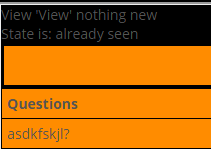 View 'View' nothing new
State is: already seen
Questions
asdkfskjl?